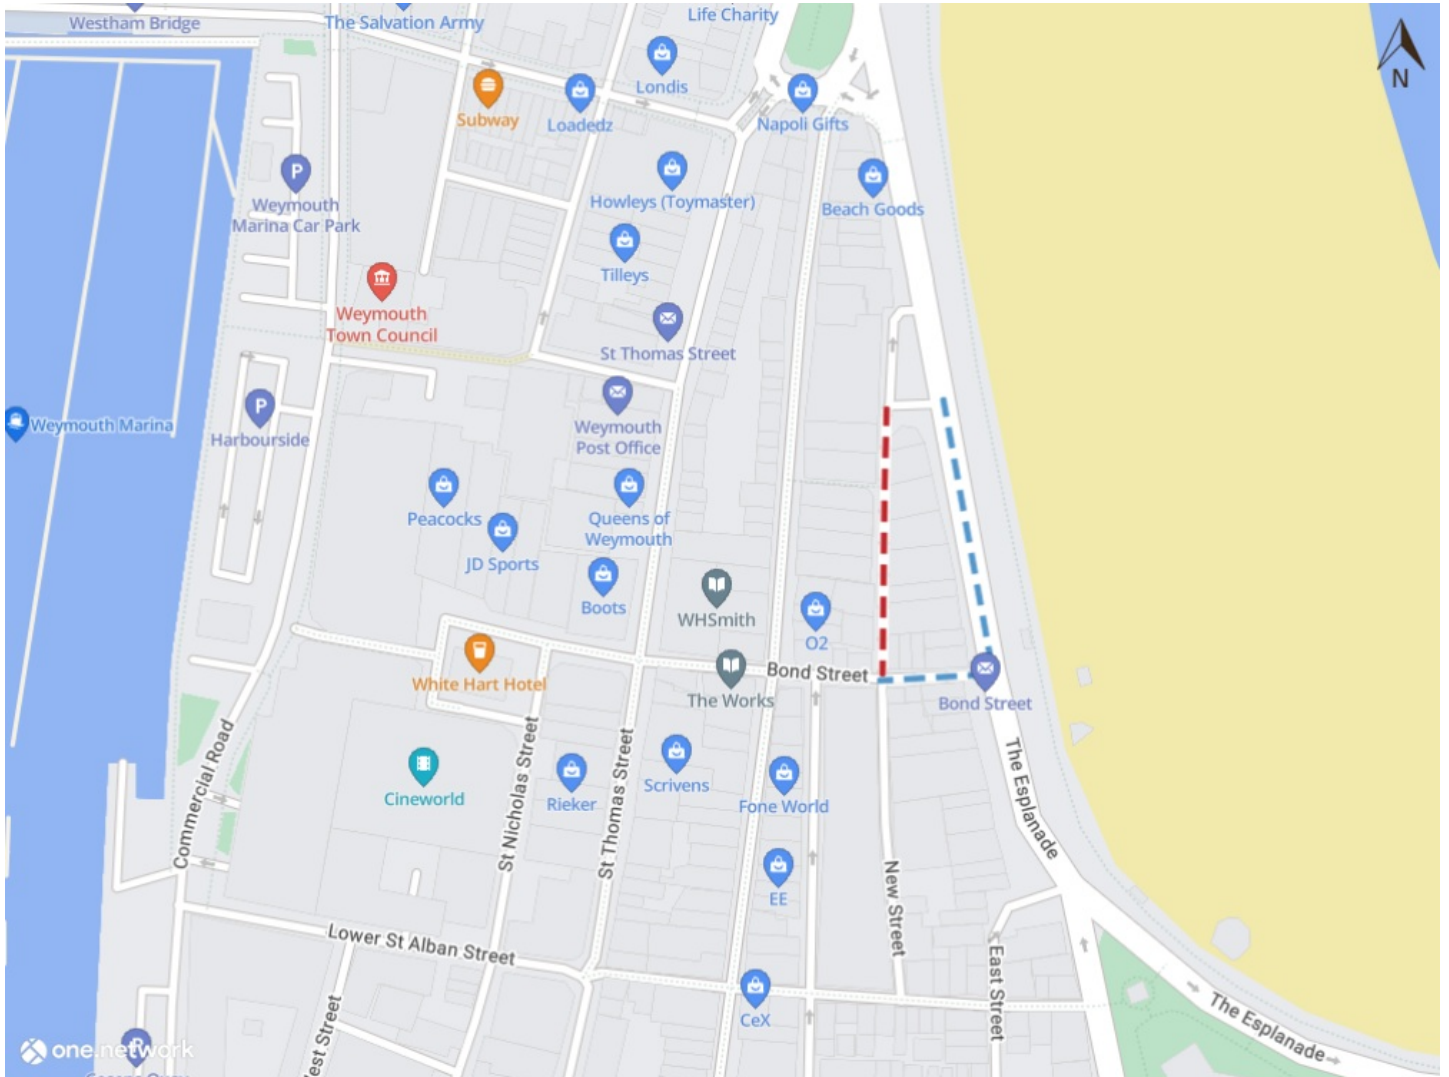 Westham Bridge
The Salvation Army
Life Charity
N
Londis
Subway
Loadedz
Napoli Gifts
P
Weymouth
Marina Car Park
Howleys (Toymaster)
Beach Goods
Tilleys
Weymouth
Town Council
St Thomas Street
P
Harbourside
Weymouth Marina
Weymouth
Post Office
Peacocks
Queens of
Weymouth
JD Sports
Boots
WHSmith
O2
White Hart Hotel
The Works
Bond Street
Bond Street
Commercial Road
Cineworld
St Nicholas Street
Rieker
St Thomas Street
Scrivens
Fone World
The Esplanade
EE
New Street
Lower St Alban Street
East Street
CeX
The Esplanade
one.network